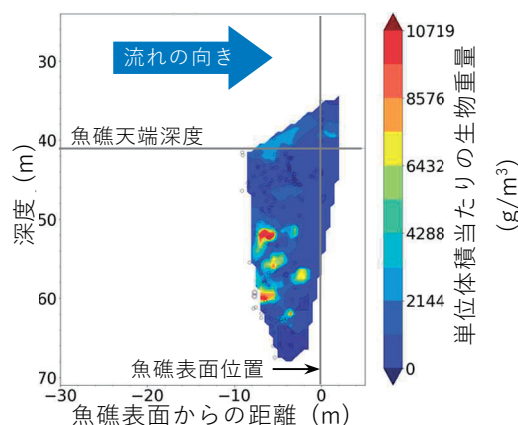 流れの向き
魚礁天端深度
魚礁表面位置
深度 (m)
30
40
50
60
70
-30
-20
-10
0
魚礁表面からの距離 (m)
10719
8576
6432
4288
2144
0
単位体積当たりの生物重量
(g/m³)